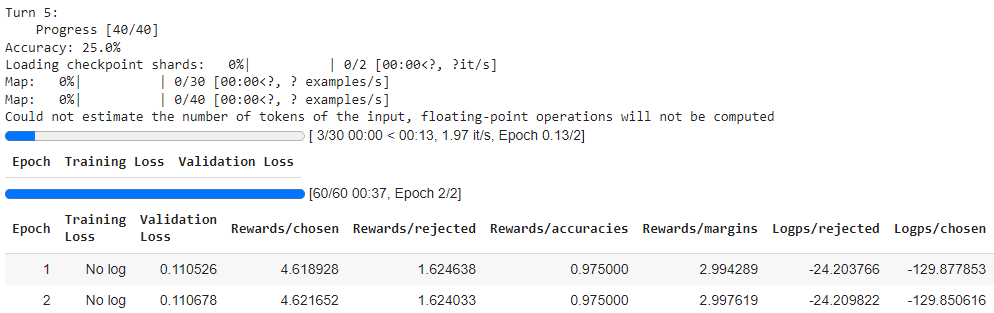 Turn 5:
Progress [40/40]
Accuracy: 25.0%
Loading checkpoint shards:   0%|          | 0/2 [00:00<?, ?it/s]
Map:   0%|          | 0/30 [00:00<?, ? examples/s]
Map:   0%|          | 0/40 [00:00<?, ? examples/s]
Could not estimate the number of tokens of the input, floating-point operations will not be computed
[ 3/30 00:00 < 00:13, 1.97 it/s, Epoch 0.13/2]
Epoch Training Loss Validation Loss
[60/60 00:37, Epoch 2/2]
Epoch Training Loss Validation Loss Rewards/chosen Rewards/rejected Rewards/accuracies Rewards/margins Logps/rejected Logps/chosen
1 No log 0.110526 4.618928 1.624638 0.975000 2.994289 -24.203766 -129.877853
2 No log 0.110678 4.621652 1.624033 0.975000 2.997619 -24.209822 -129.850616